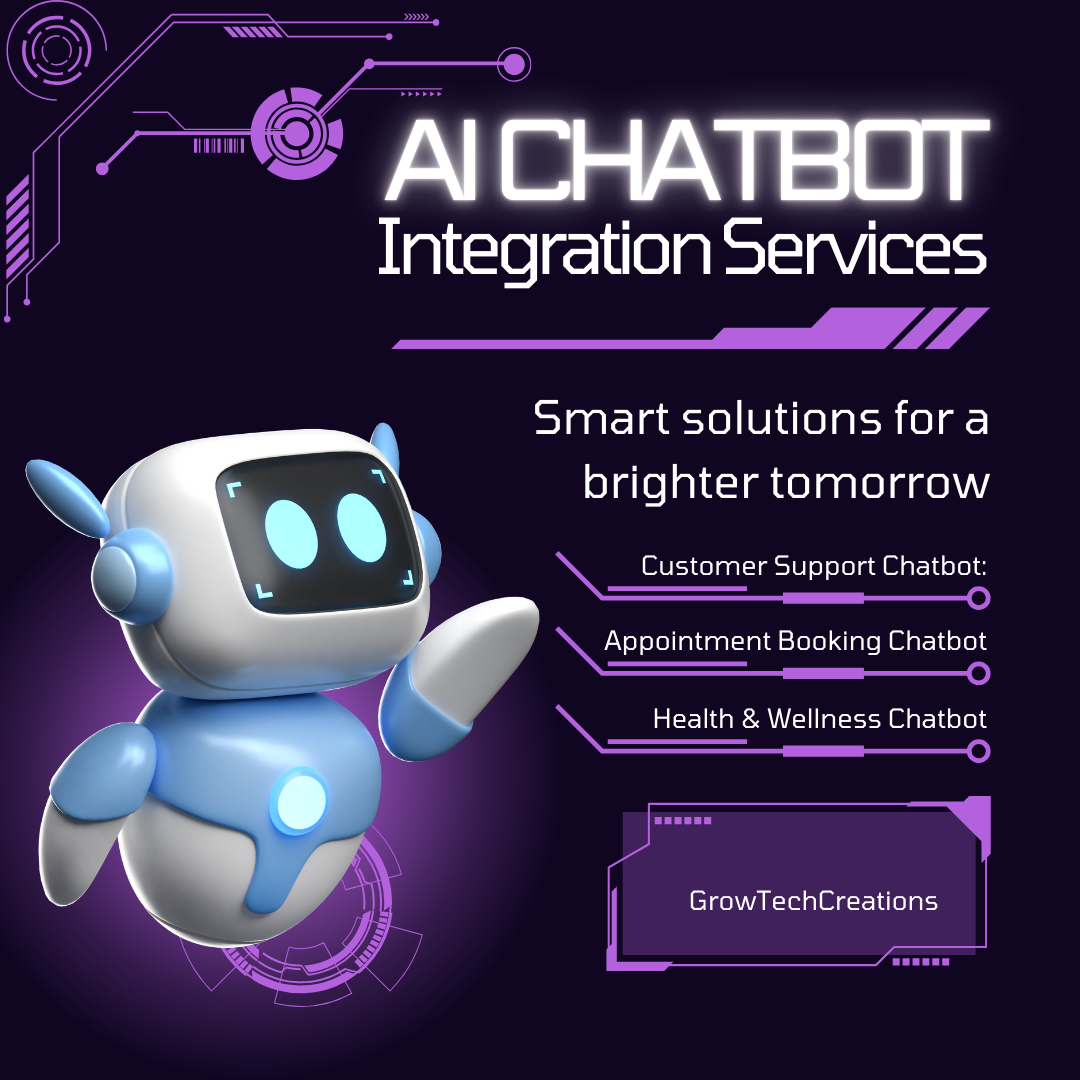 AI CHATBOT
Integration Services
Smart solutions for a
brighter tomorrow
Customer Support Chatbot:
Appointment Booking Chatbot
Health & Wellness Chatbot
GrowTechCreations